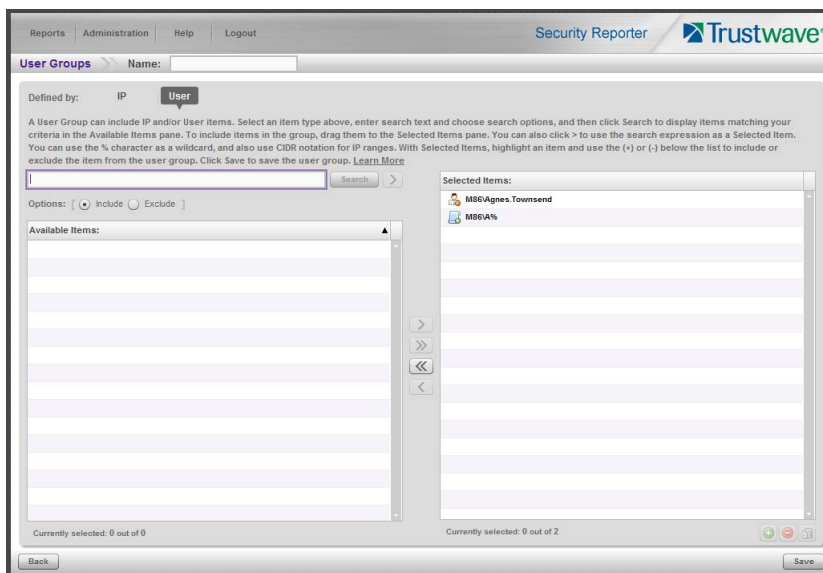 Reports Administration Help Logout
Security Reporter
Trustwave
User Groups Name:
Defined by: IP User
A User Group can include IP and/or User items. Select an item type above, enter search text and choose search options, and then click Search to display items matching your
criteria in the Available Items pane. To include items in the group, drag them to the Selected Items pane. You can also click > to use the search expression as a Selected Item.
You can use the % character as a wildcard, and also use CIDR notation for IP ranges. With Selected Items, highlight an item and use the (+) or (-) below the list to include or
exclude the item from the user group. Click Save to save the user group. Learn More
Search >
Options: [ Include Exclude ]
Available Items:
Selected Items:
M86\Agnes.Townsend
M86\A%
Currently selected: 0 out of 0
Currently selected: 0 out of 2
Back
Save